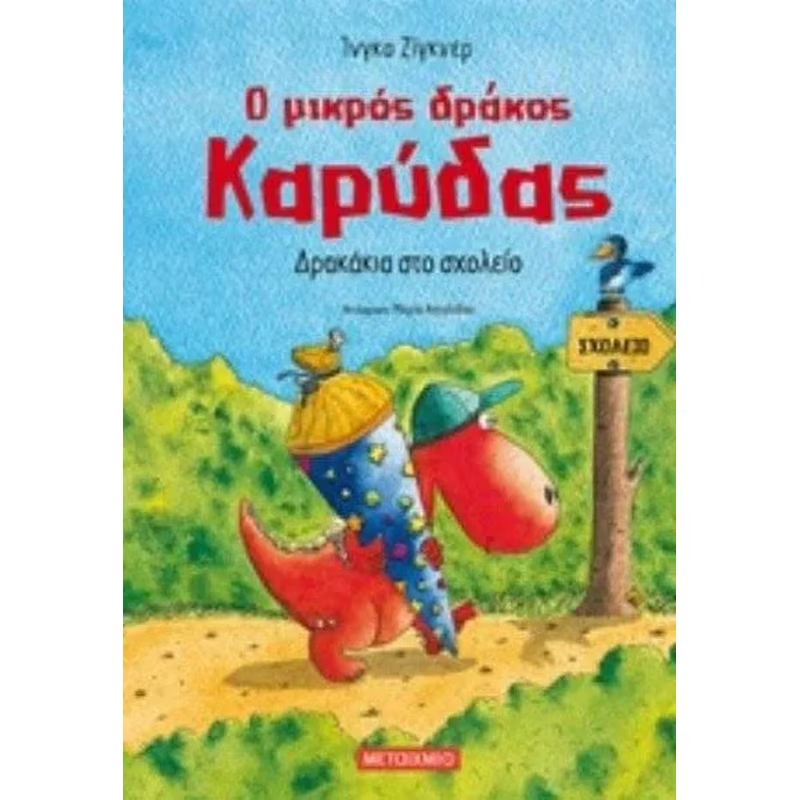 Ίνγκο Ζίγκνερ
Ο μικρός δράκος
Καρύδας
Δρακάκια στο σχολείο
ΣΧΟΛΕΙΟ
ΜΕΤΑΙΧΜΙΟ